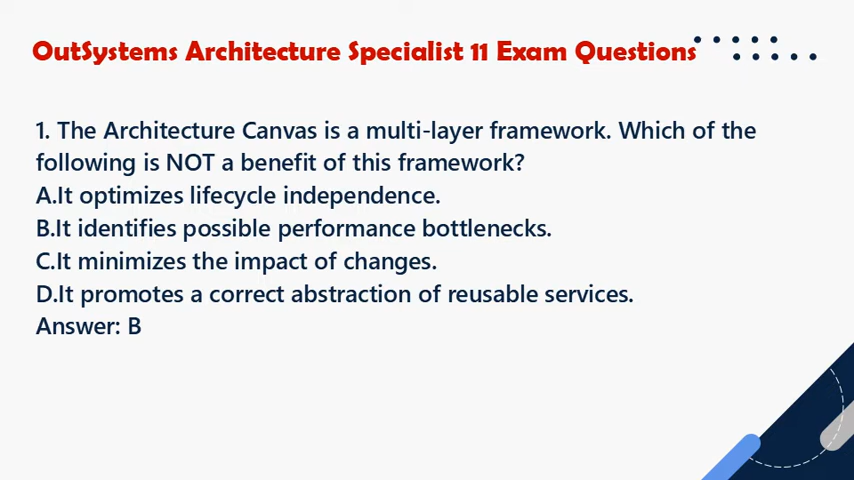 OutSystems Architecture Specialist 11 Exam Questions
1. The Architecture Canvas is a multi-layer framework. Which of the
following is NOT a benefit of this framework?
A.It optimizes lifecycle independence.
B.It identifies possible performance bottlenecks.
C.It minimizes the impact of changes.
D.It promotes a correct abstraction of reusable services.
Answer: B